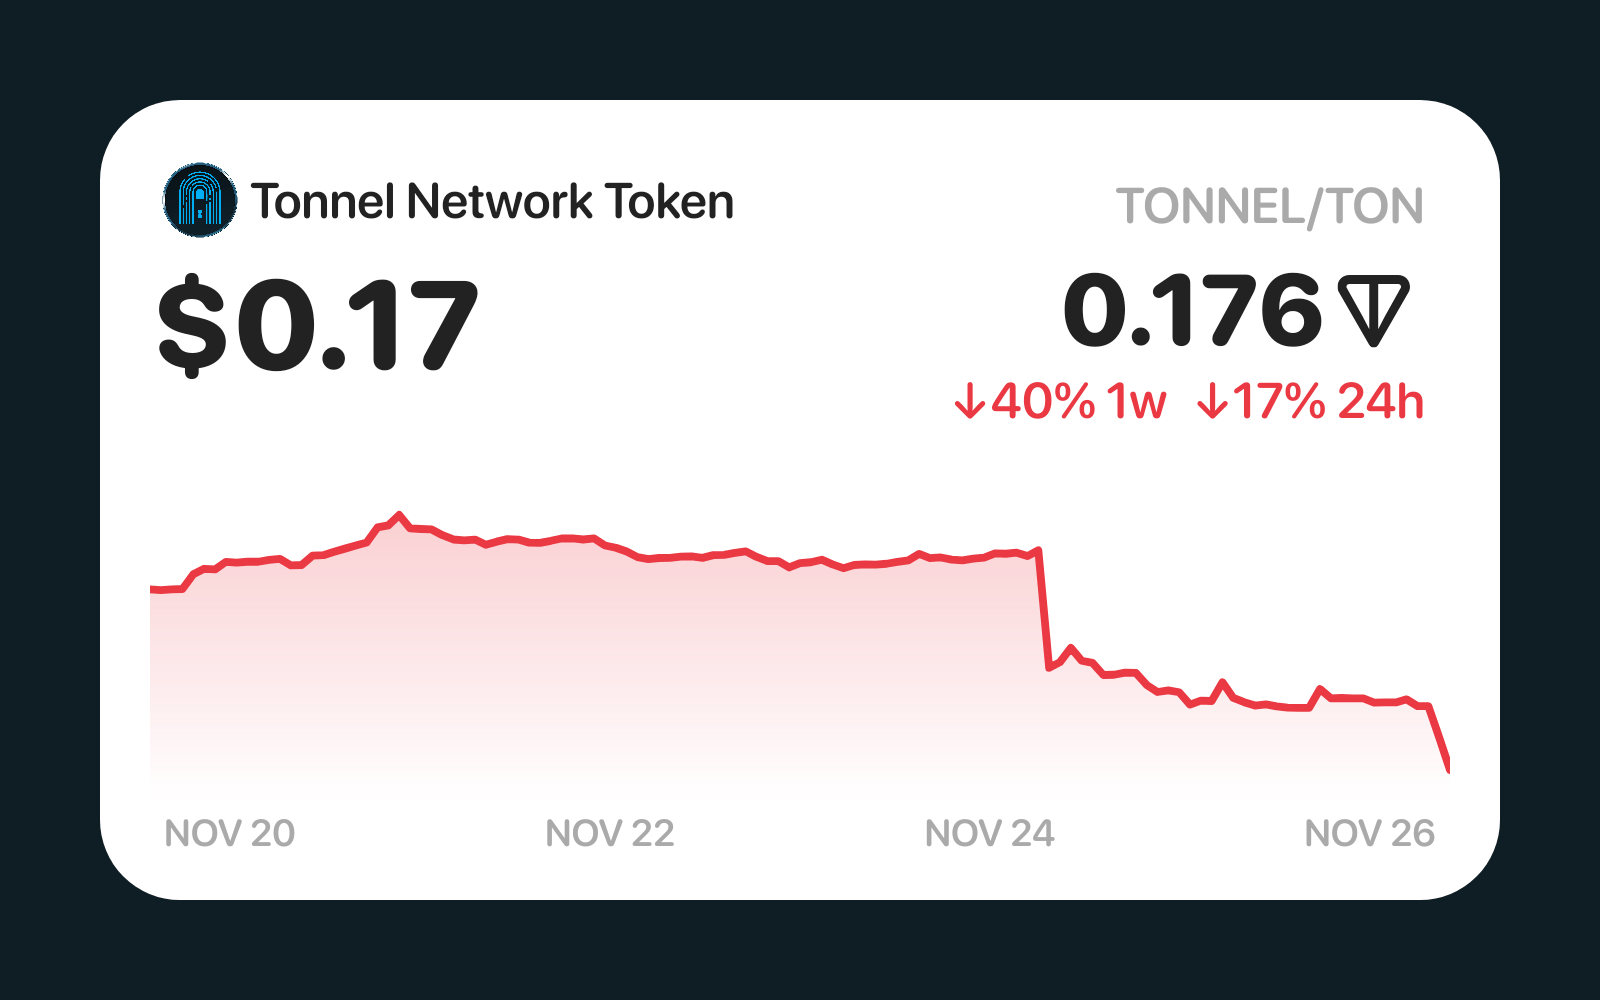 Tonnel Network Token
TONNEL/TON
$0.17
0.176
↓40% 1w ↓17% 24h
NOV 20 NOV 22 NOV 24 NOV 26